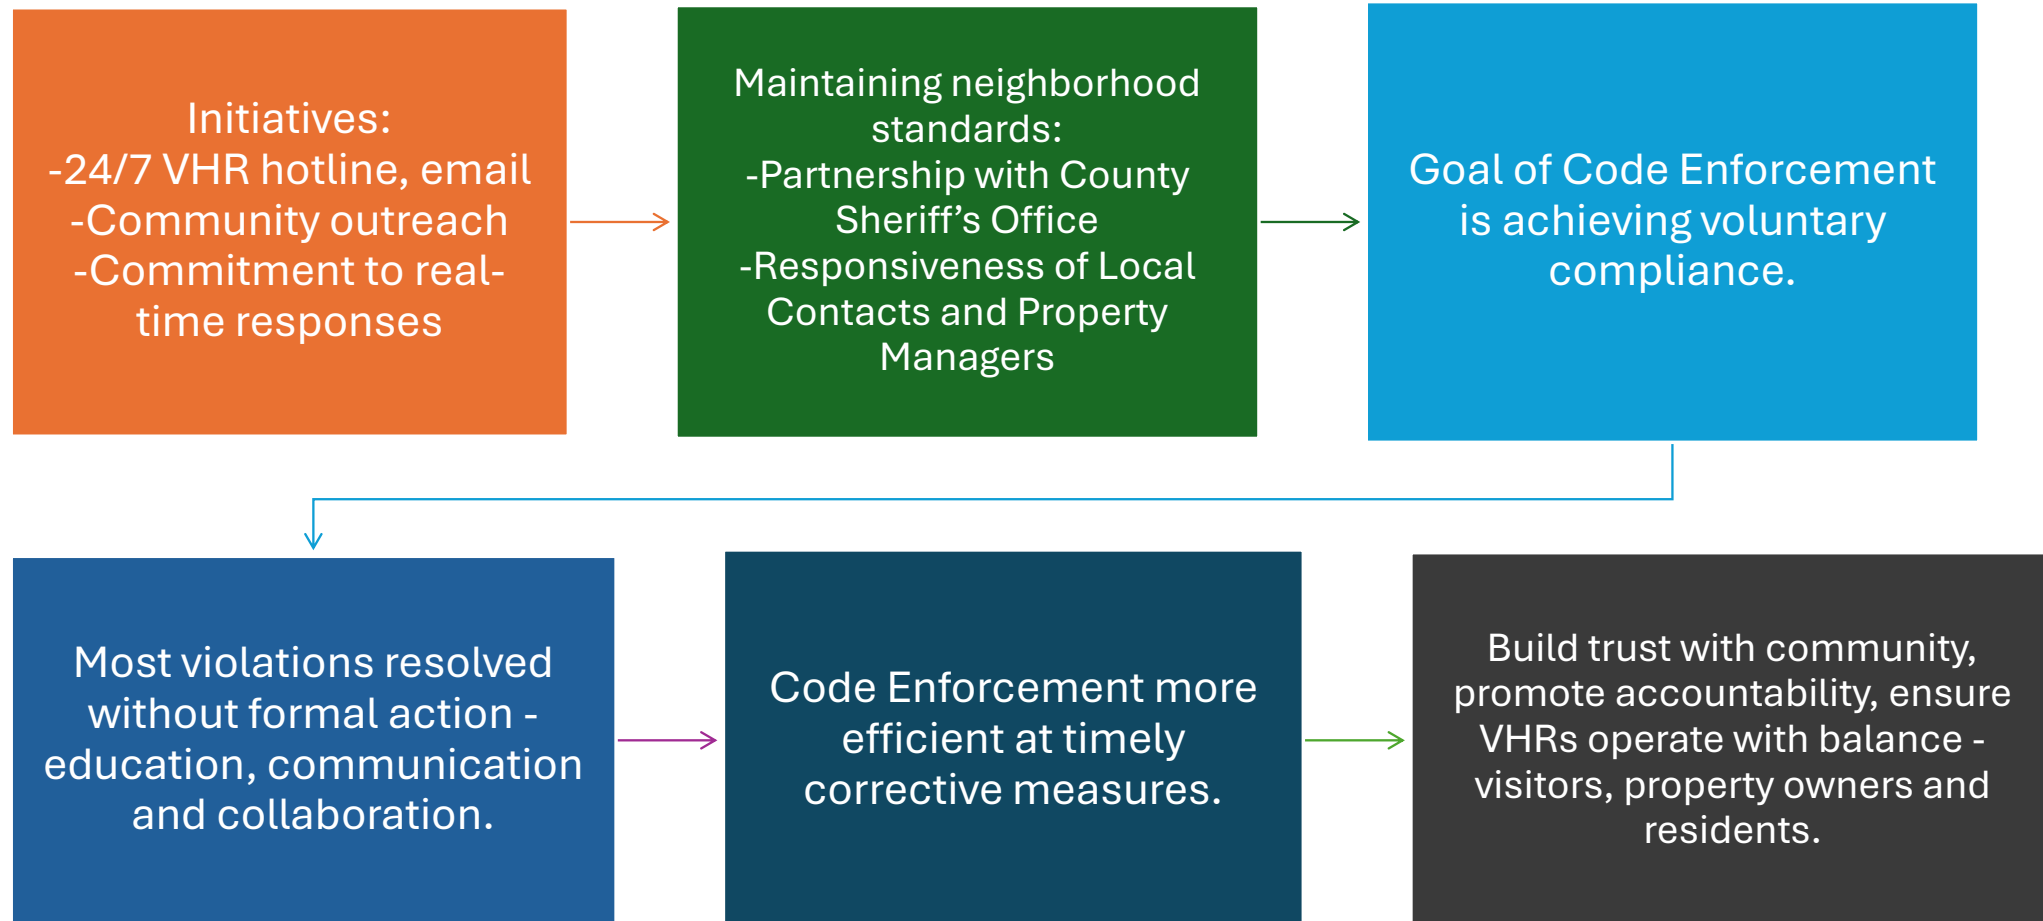 Initiatives:
-24/7 VHR hotline, email
-Community outreach
-Commitment to real-
time responses
Maintaining neighborhood
standards:
-Partnership with County
Sheriff’s Office
-Responsiveness of Local
Contacts and Property
Managers
Goal of Code Enforcement
is achieving voluntary
compliance.
Most violations resolved
without formal action -
education, communication
and collaboration.
Code Enforcement more
efficient at timely
corrective measures.
Build trust with community,
promote accountability, ensure
VHRs operate with balance -
visitors, property owners and
residents.